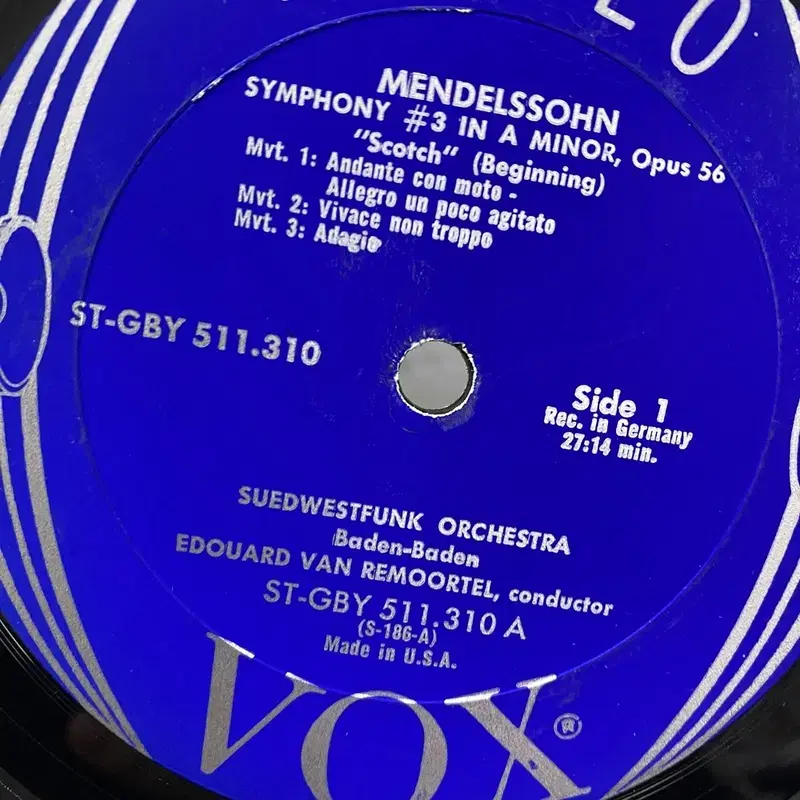 MENDELSSOHN
SYMPHONY #3 IN A MINOR, Opus 56
"Scotch" (Beginning)
Mvt. 1: Andante con moto -
Allegro un poco agitato
Mvt. 2: Vivace non troppo
Mvt. 3: Adagio
ST-GBY 511.310
Side 1
Rec. in Germany
27:14 min.
SUEDWESTFUNK ORCHESTRA
Baden-Baden
EDOUARD VAN REMOORTEL, conductor
ST-GBY 511.310 A
(S-186-A)
Made in U.S.A.
VOX ®